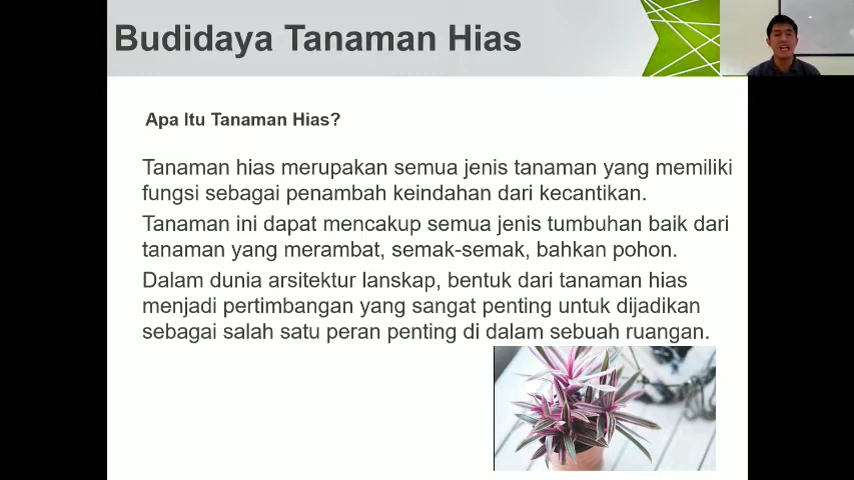 Budidaya Tanaman Hias
Apa Itu Tanaman Hias?
Tanaman hias merupakan semua jenis tanaman yang memiliki
fungsi sebagai penambah keindahan dari kecantikan.
Tanaman ini dapat mencakup semua jenis tumbuhan baik dari
tanaman yang merambat, semak-semak, bahkan pohon.
Dalam dunia arsitektur lanskap, bentuk dari tanaman hias
menjadi pertimbangan yang sangat penting untuk dijadikan
sebagai salah satu peran penting di dalam sebuah ruangan.